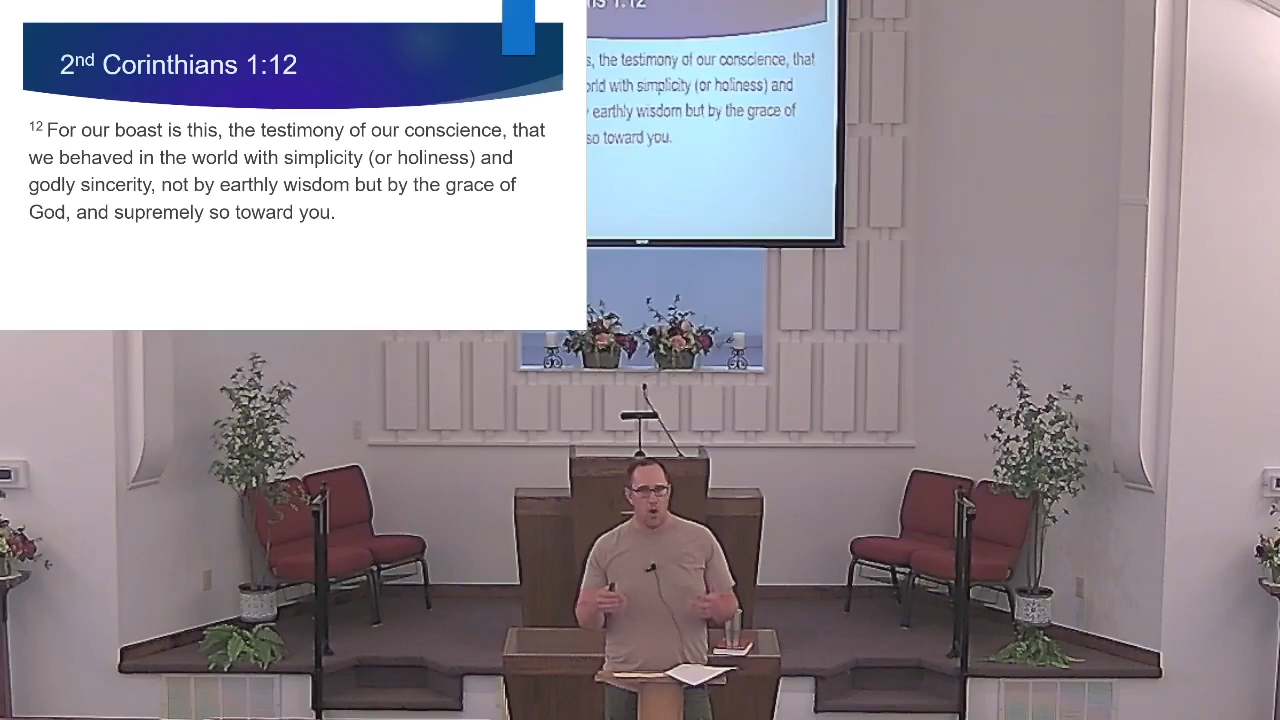 2nd Corinthians 1:12
12 For our boast is this, the testimony of our conscience, that
we behaved in the world with simplicity (or holiness) and
godly sincerity, not by earthly wisdom but by the grace of
God, and supremely so toward you.
1:12
s, the testimony of our conscience, that
orld with simplicity (or holiness) and
earthly wisdom but by the grace of
so toward you.